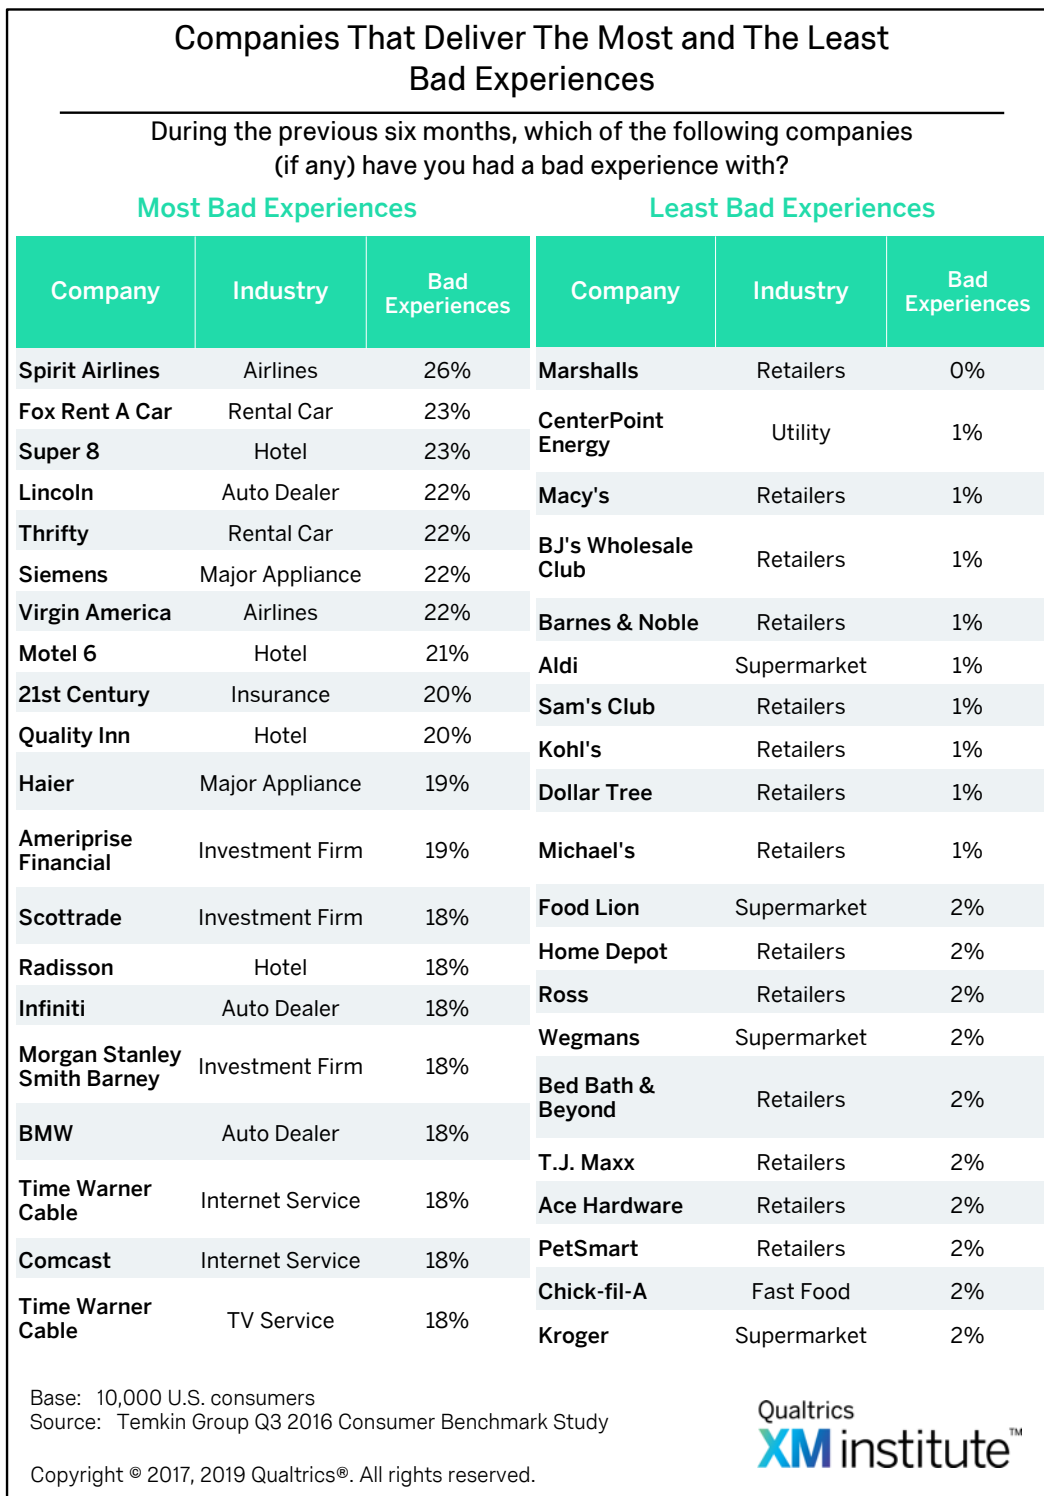 Companies That Deliver The Most and The Least
Bad Experiences
During the previous six months, which of the following companies
(if any) have you had a bad experience with?
Most Bad Experiences
Company Industry Bad Experiences
Spirit Airlines Airlines 26%
Fox Rent A Car Rental Car 23%
Super 8 Hotel 23%
Lincoln Auto Dealer 22%
Thrifty Rental Car 22%
Siemens Major Appliance 22%
Virgin America Airlines 22%
Motel 6 Hotel 21%
21st Century Insurance 20%
Quality Inn Hotel 20%
Haier Major Appliance 19%
Ameriprise Financial Investment Firm 19%
Scottrade Investment Firm 18%
Radisson Hotel 18%
Infiniti Auto Dealer 18%
Morgan Stanley Smith Barney Investment Firm 18%
BMW Auto Dealer 18%
Time Warner Cable Internet Service 18%
Comcast Internet Service 18%
Time Warner Cable TV Service 18%
Least Bad Experiences
Company Industry Bad Experiences
Marshalls Retailers 0%
CenterPoint Energy Utility 1%
Macy's Retailers 1%
BJ's Wholesale Club Retailers 1%
Barnes & Noble Retailers 1%
Aldi Supermarket 1%
Sam's Club Retailers 1%
Kohl's Retailers 1%
Dollar Tree Retailers 1%
Michael's Retailers 1%
Food Lion Supermarket 2%
Home Depot Retailers 2%
Ross Retailers 2%
Wegmans Supermarket 2%
Bed Bath & Beyond Retailers 2%
T.J. Maxx Retailers 2%
Ace Hardware Retailers 2%
PetSmart Retailers 2%
Chick-fil-A Fast Food 2%
Kroger Supermarket 2%
Base: 10,000 U.S. consumers
Source: Temkin Group Q3 2016 Consumer Benchmark Study
Copyright © 2017, 2019 Qualtrics®. All rights reserved.
Qualtrics
XM institute™